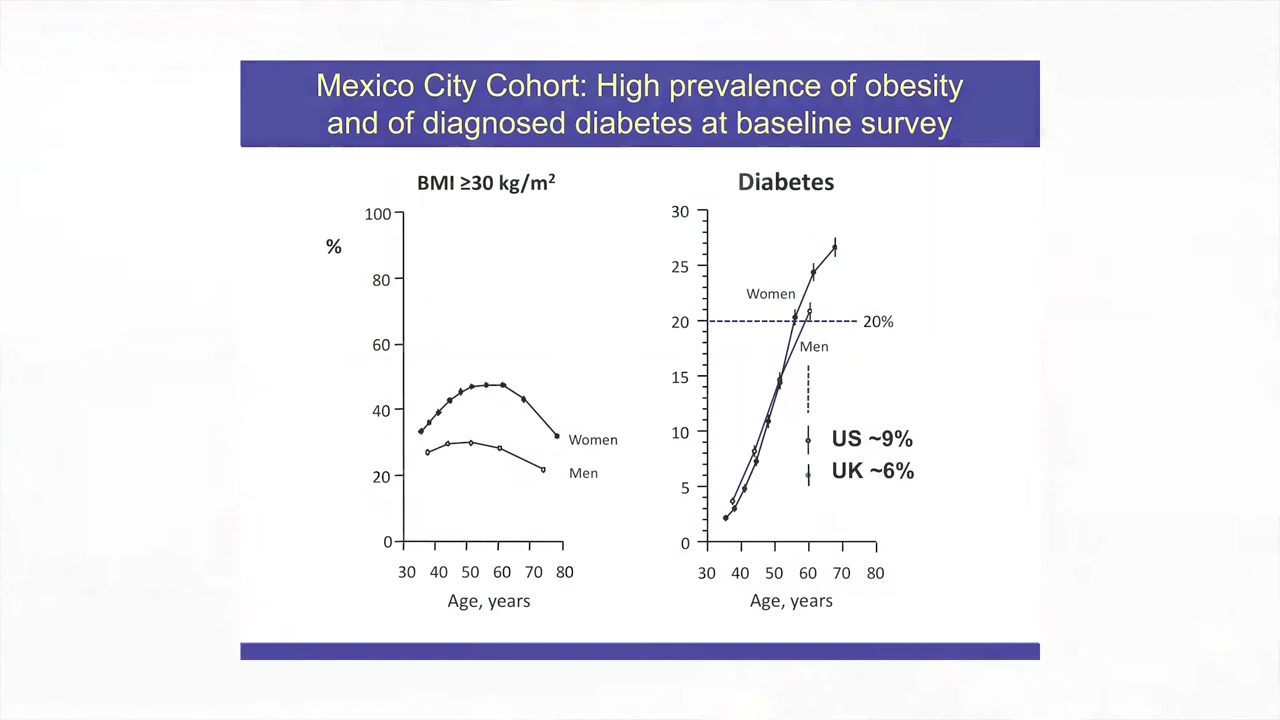 Mexico City Cohort: High prevalence of obesity
and of diagnosed diabetes at baseline survey
BMI ≥30 kg/m²
%
100
80
60
40
20
0
Women
Men
30 40 50 60 70 80
Age, years
Diabetes
30
25
20
15
10
5
0
Women
20%
Men
US ~9%
UK ~6%
30 40 50 60 70 80
Age, years